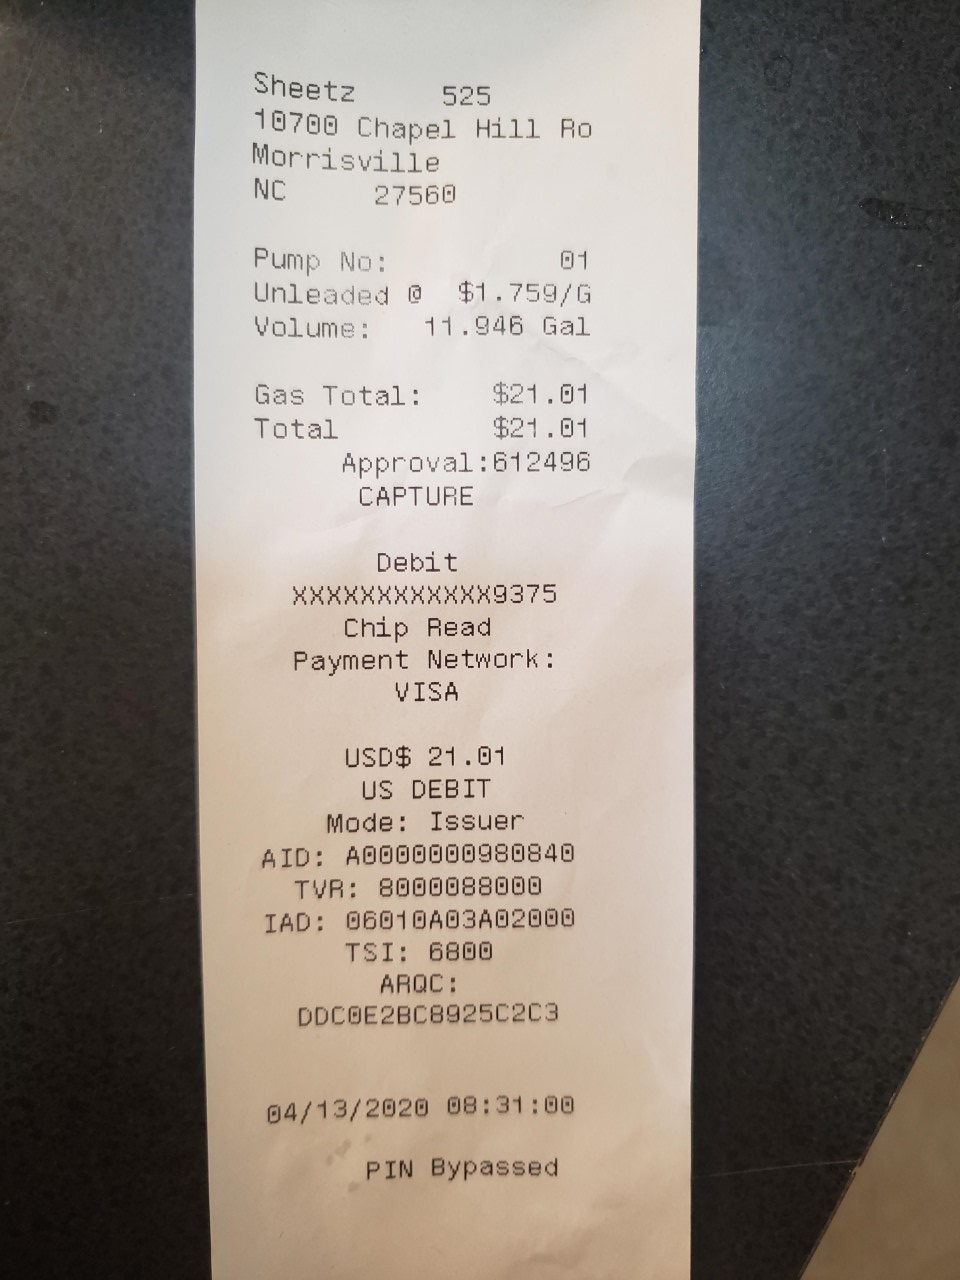 Sheetz 525
10700 Chapel Hill Ro
Morrisville
NC 27560
Pump No: 01
Unleaded @ $1.759/G
Volume: 11.946 Gal
Gas Total: $21.01
Total $21.01
Approval:612496
CAPTURE
Debit
XXXXXXXXXXXX9375
Chip Read
Payment Network:
VISA
USD$ 21.01
US DEBIT
Mode: Issuer
AID: A0000000980840
TVR: 8000088000
IAD: 06010A03A02000
TSI: 6800
ARQC:
DDC0E2BC8925C2C3
04/13/2020 08:31:00
PIN Bypassed